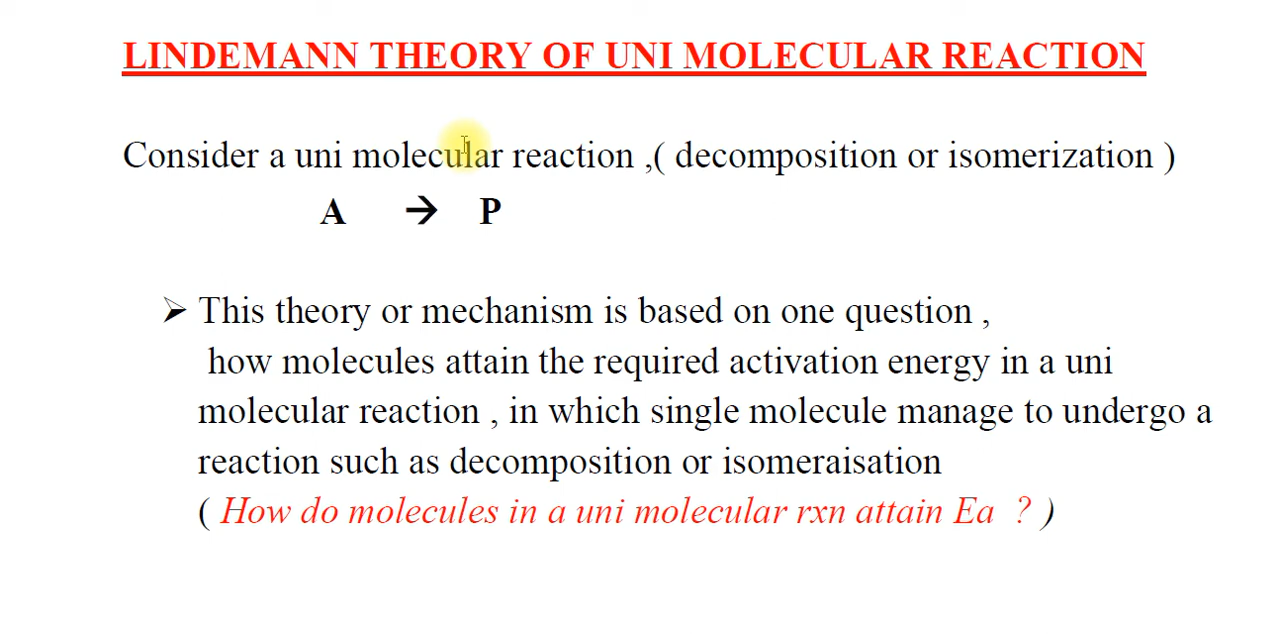 LINDEMANN THEORY OF UNI MOLECULAR REACTION
Consider a uni molecular reaction ,( decomposition or isomerization )
A → P
➢ This theory or mechanism is based on one question ,
how molecules attain the required activation energy in a uni
molecular reaction , in which single molecule manage to undergo a
reaction such as decomposition or isomeraisation
( How do molecules in a uni molecular rxn attain Ea ? )